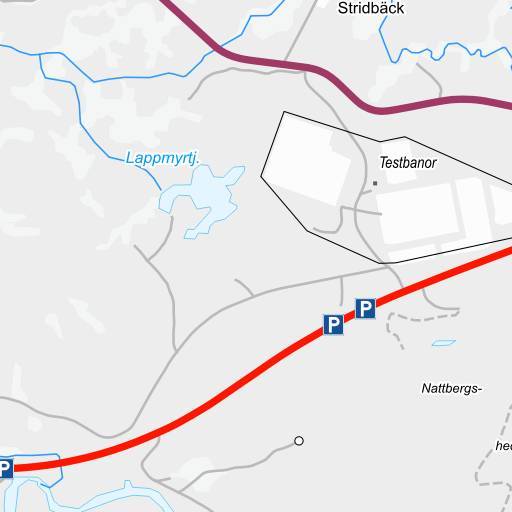 Stridbäck
Lappmyrtj.
Testbanor
P
P
Nattbergs-
hed
P